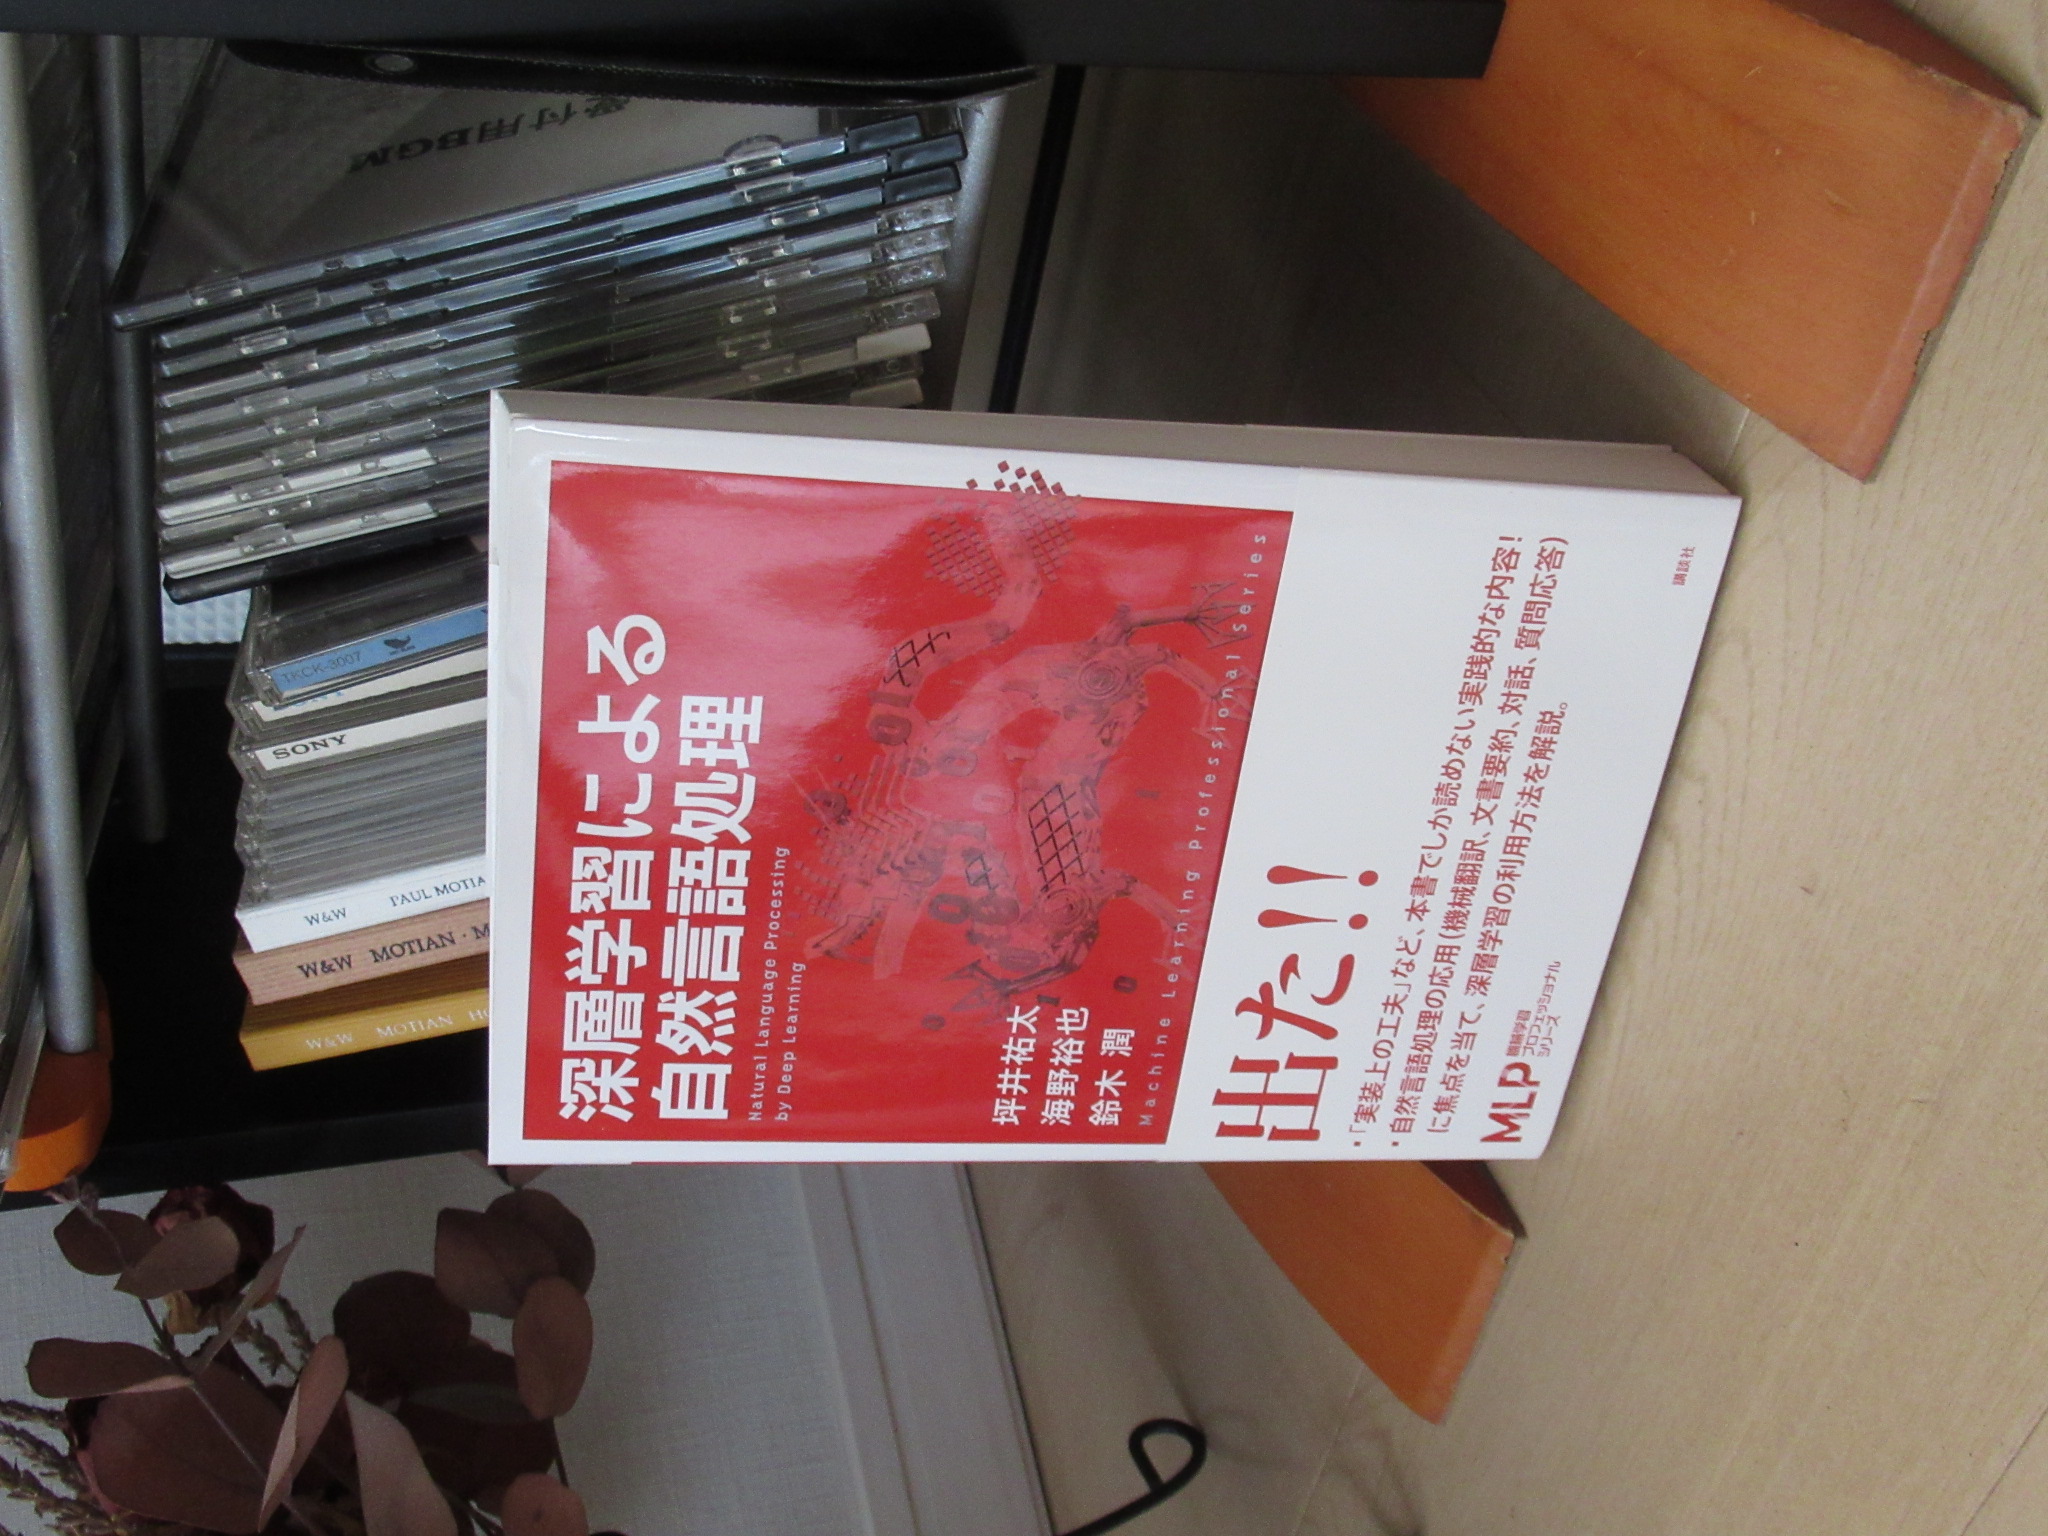 深層学習による
自然言語処理
Natural Language Processing
by Deep Learning
坪井祐太
海野裕也
鈴木 潤
Machine Learning Professional Series
出た!!
・「実装上の工夫」など、本書でしか読めない実践的な内容!
・自然言語処理の応用(機械翻訳、文書要約、対話、質問応答)
に焦点を当て、深層学習の利用方法を解説。
MLP 機械学習
プロフェッショナル
シリーズ
講談社
受付用BGM
TKCK-3007
SONY
W&W PAUL MOTIA
W&W MOTIAN · M
W&W MOTIAN HO